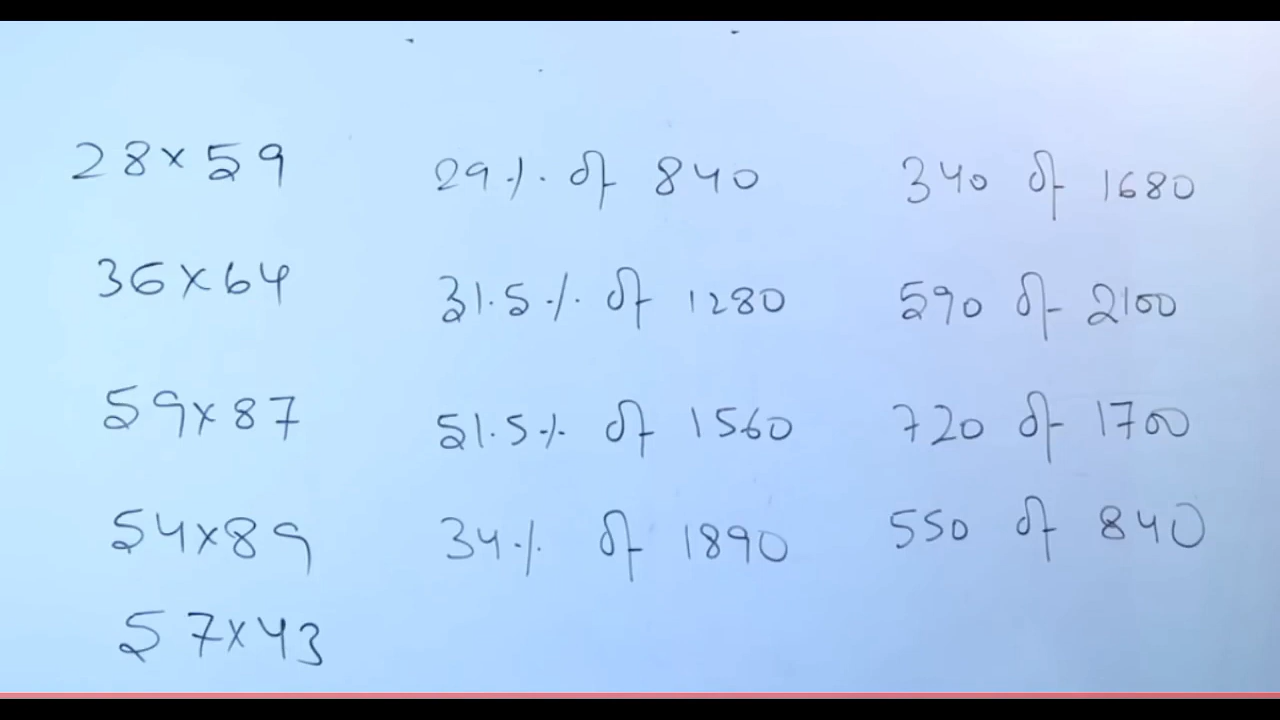 28×59
29% of 840
340 of 1680
36×64
31.5% of 1280
590 of 2100
59×87
51.5% of 1560
720 of 1700
54×89
34% of 1890
550 of 840
57×43